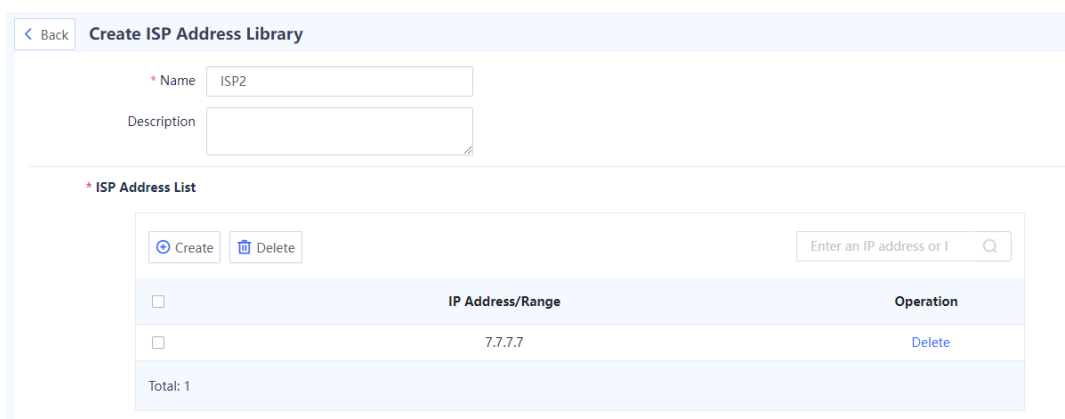 Back Create ISP Address Library
* Name ISP2
Description
* ISP Address List
Create Delete Enter an IP address or I
IP Address/Range Operation
7.7.7.7 Delete
Total: 1